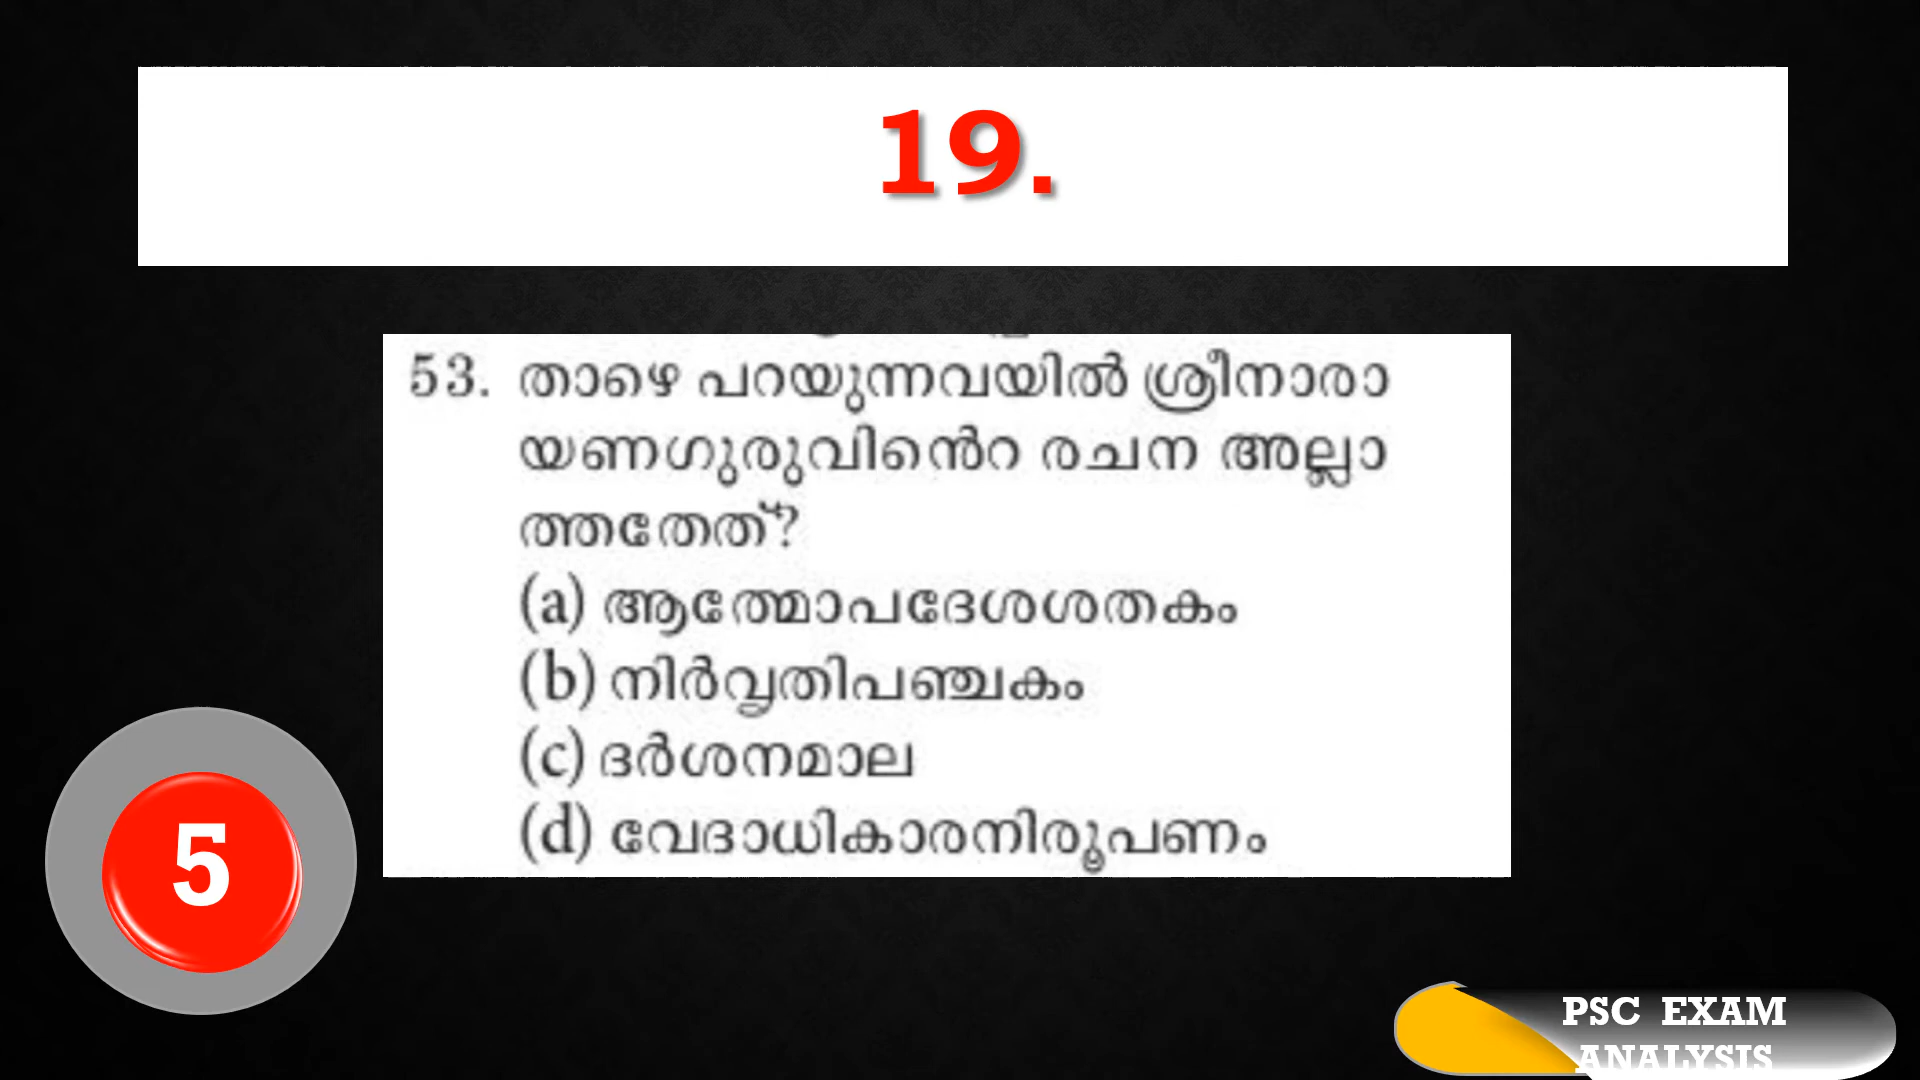 19.
53. താഴെ പറയുന്നവയിൽ ശ്രീനാരാ
യണഗുരുവിൻെറ രചന അല്ലാ
ത്തതേത്?
(a) ആത്മോപദേശശതകം
(b) നിർവൃതിപഞ്ചകം
(c) ദർശനമാല
(d) വേദാധികാരനിരൂപണം
5
PSC EXAM
ANALYSIS